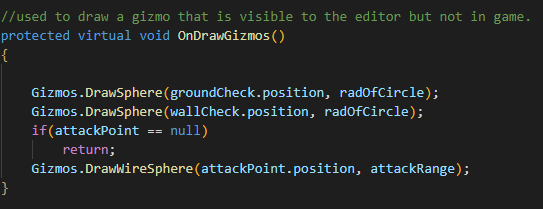 //used to draw a gizmo that is visible to the editor but not in game.
protected virtual void OnDrawGizmos()
{
Gizmos.DrawSphere(groundCheck.position, radOfCircle);
Gizmos.DrawSphere(wallCheck.position, radOfCircle);
if(attackPoint == null)
return;
Gizmos.DrawWireSphere(attackPoint.position, attackRange);
}